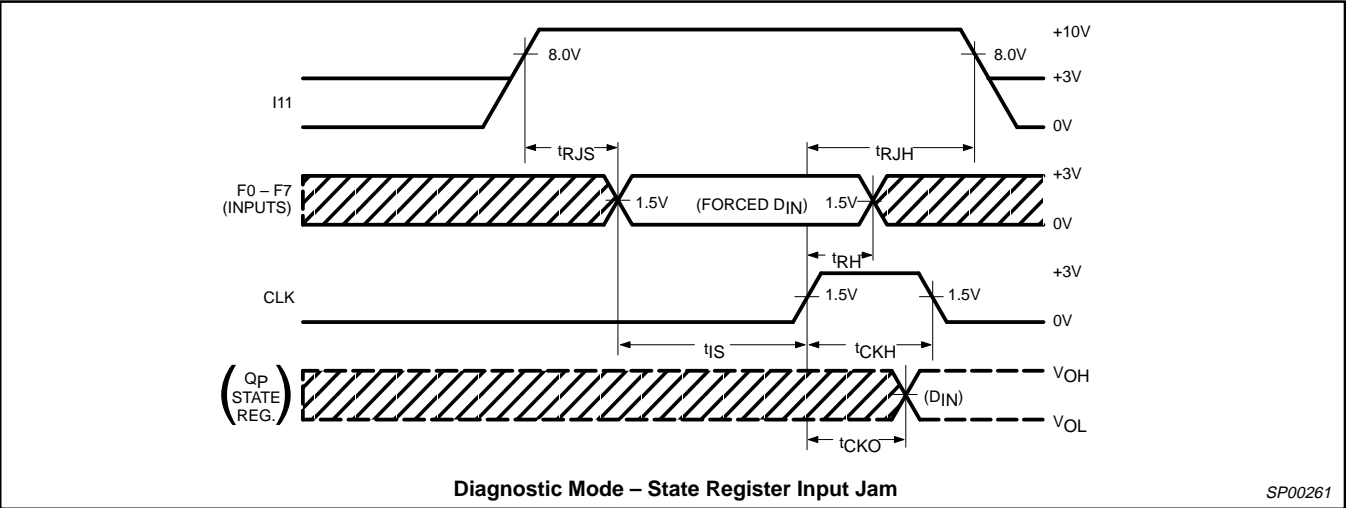 +10V
8.0V
8.0V
+3V
I11
0V
tRJS
tRJH
+3V
F0 – F7
(INPUTS)
1.5V
(FORCED DIN)
1.5V
0V
tRH
+3V
CLK
1.5V
1.5V
0V
tIS
tCKH
VOH
(QP
STATE
REG.)
(DIN)
VOL
tCKO
Diagnostic Mode – State Register Input Jam
SP00261